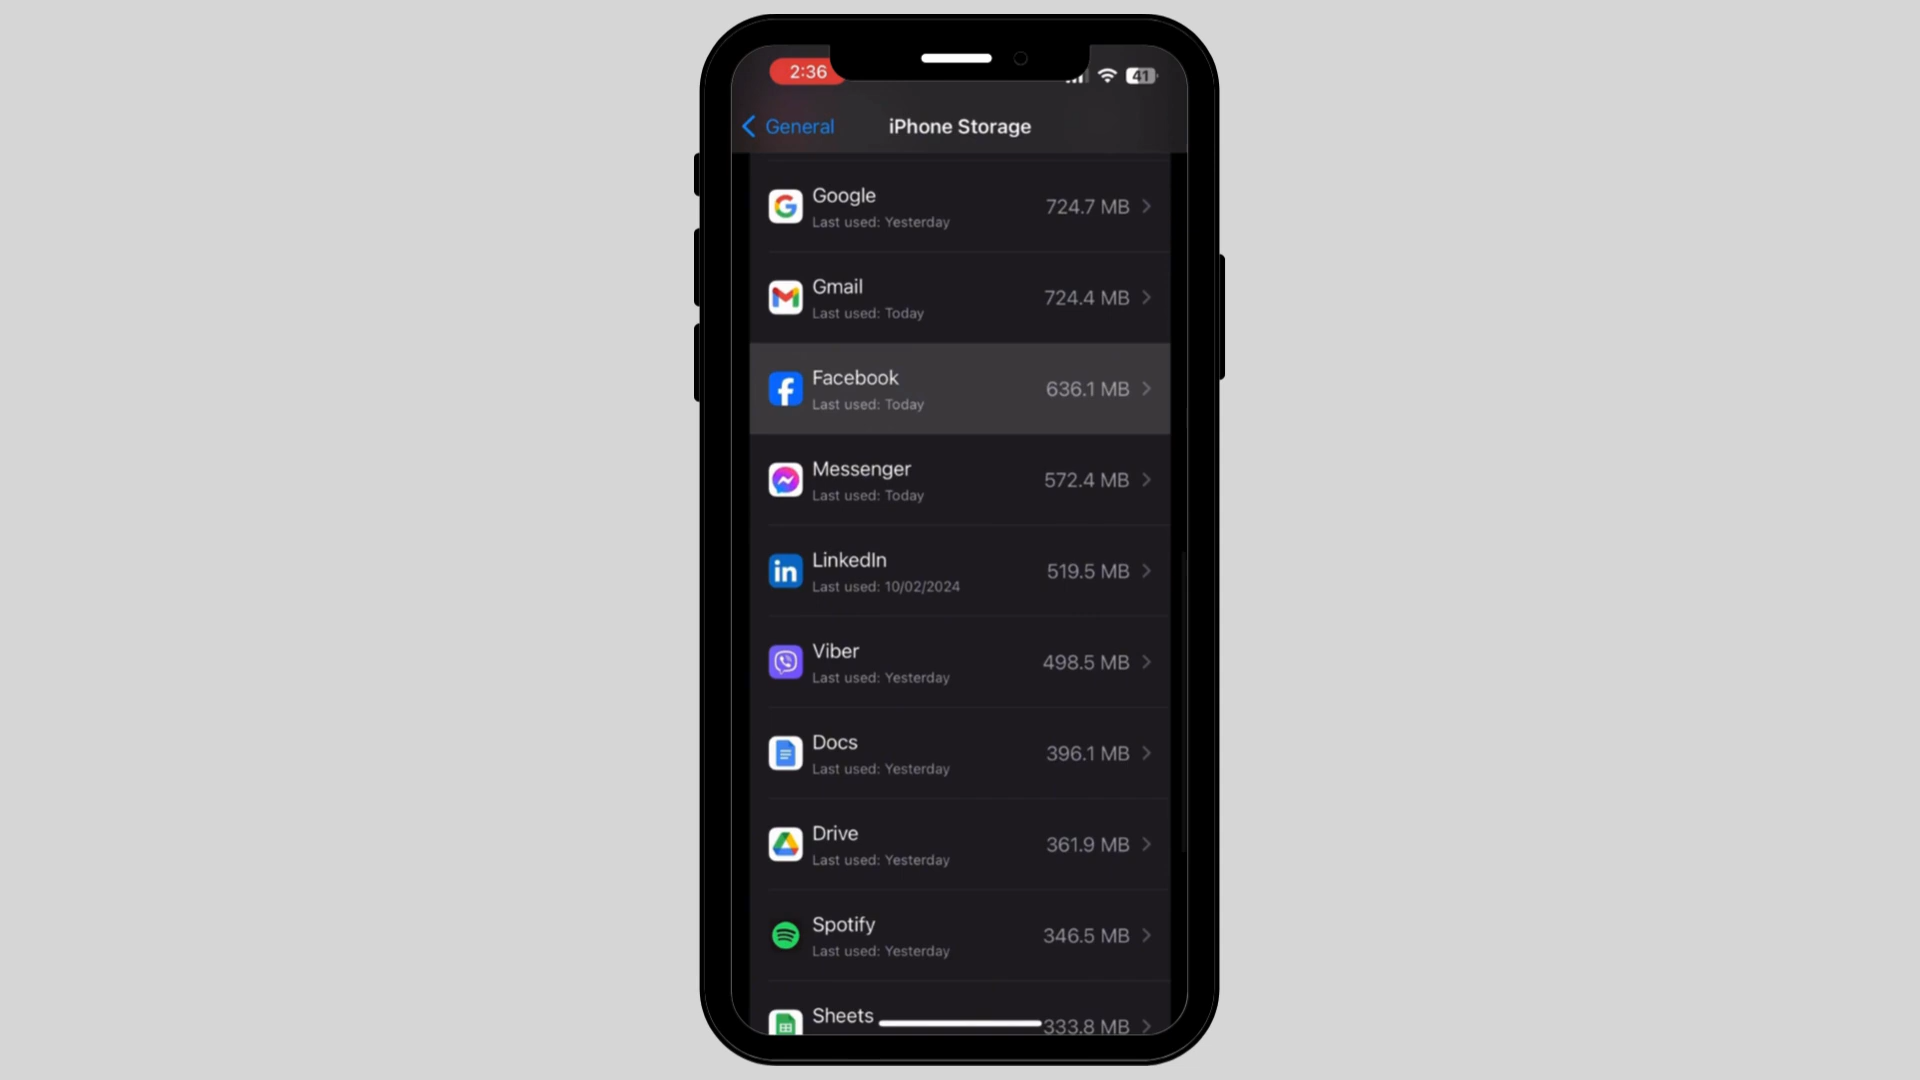 2:36
41
General
iPhone Storage
Google
724.7 MB
Last used: Yesterday
Gmail
724.4 MB
Last used: Today
Facebook
636.1 MB
Last used: Today
Messenger
572.4 MB
Last used: Today
LinkedIn
519.5 MB
Last used: 10/02/2024
Viber
498.5 MB
Last used: Yesterday
Docs
396.1 MB
Last used: Yesterday
Drive
361.9 MB
Last used: Yesterday
Spotify
346.5 MB
Last used: Yesterday
Sheets
333.8 MB